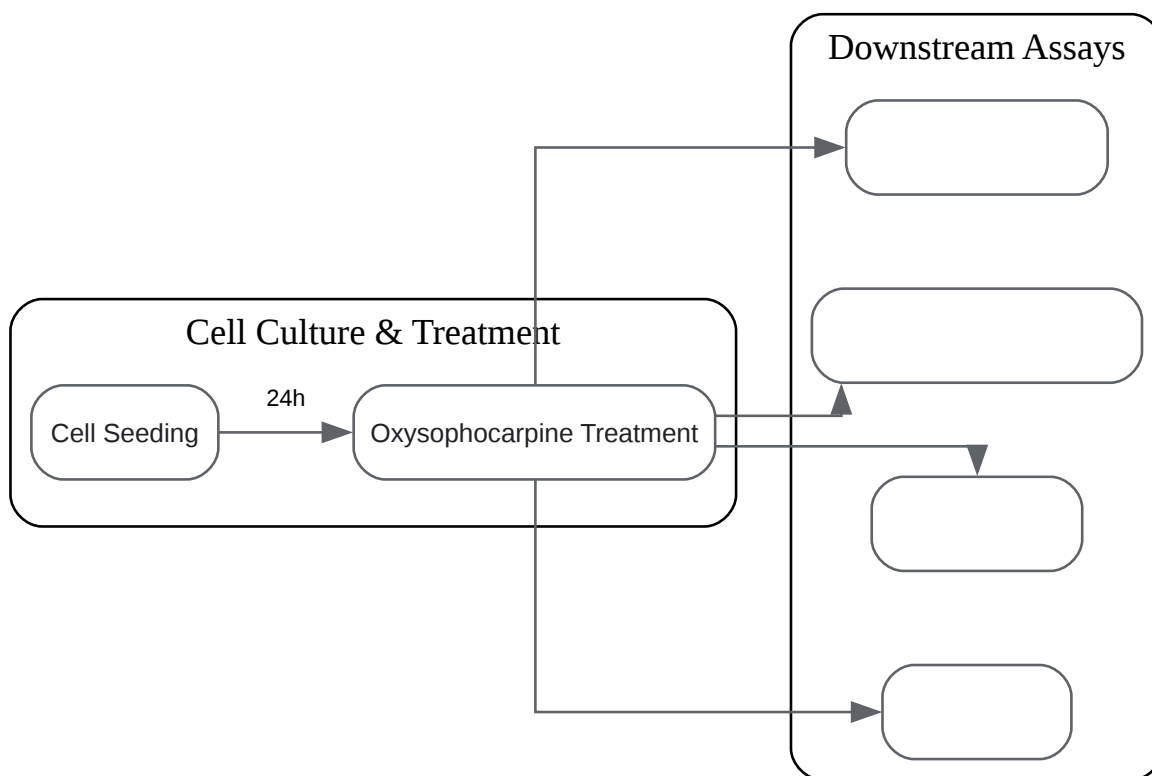 Downstream Assays
Cell Culture & Treatment
24h
Cell Seeding
Oxysophocarpine Treatment